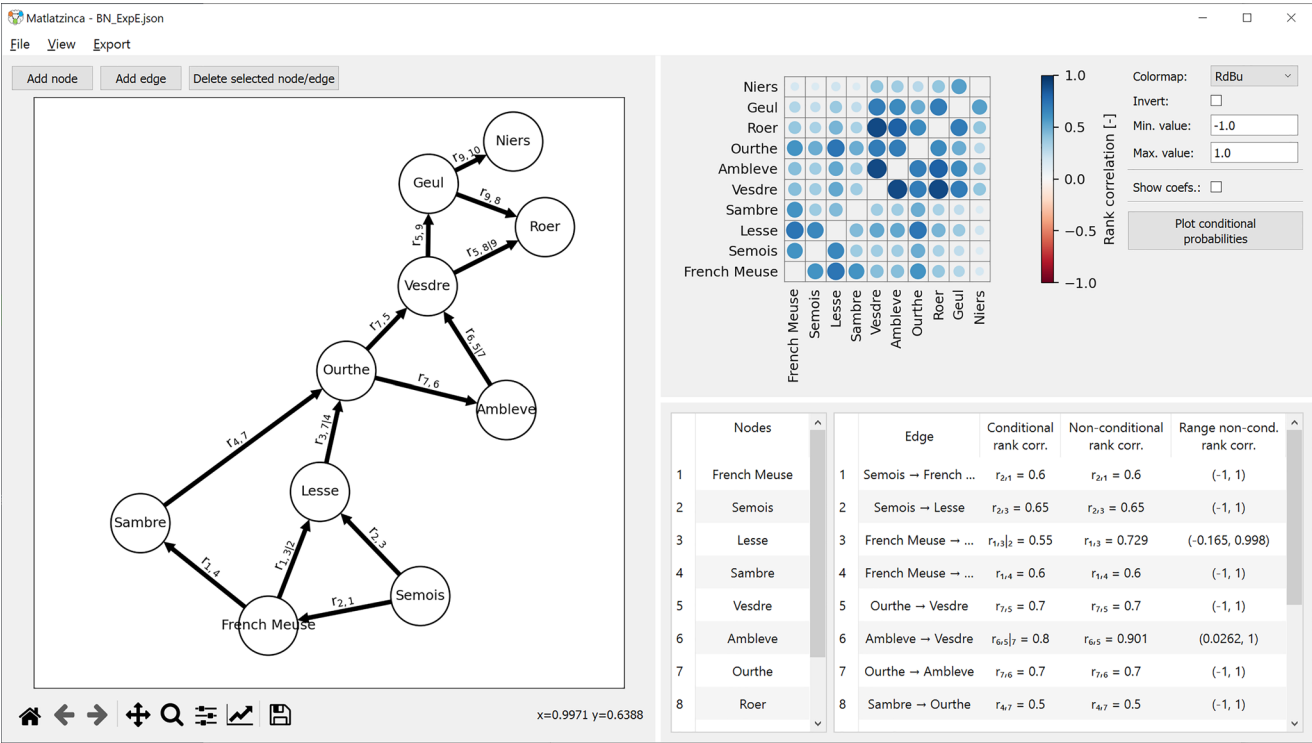 Matlatzinca - BN_ExpE.json
File View Export
Add node Add edge Delete selected node/edge
Niers
r9, 10
Geul
r9, 8
Roer
r5, 9
r5, 8|9
Vesdre
r7, 5
r6, 5|7
Ourthe
r7, 6
Ambleve
r4, 7
r3, 7|4
Lesse
Sambre
r2, 3
r1, 3|2
r1, 4
Semois
r2, 1
French Meuse
x=0.9971 y=0.6388
Niers
Geul
Roer
Ourthe
Ambleve
Vesdre
Sambre
Lesse
Semois
French Meuse
French Meuse
Semois
Lesse
Sambre
Vesdre
Ambleve
Ourthe
Roer
Geul
Niers
1.0
0.5
0.0
−0.5
−1.0
Rank correlation [-]
Colormap: RdBu
Invert:
Min. value: -1.0
Max. value: 1.0
Show coefs.:
Plot conditional
probabilities
Nodes
1 French Meuse
2 Semois
3 Lesse
4 Sambre
5 Vesdre
6 Ambleve
7 Ourthe
8 Roer
Edge Conditional rank corr. Non-conditional rank corr. Range non-cond. rank corr.
1 Semois → French ... r₂,₁ = 0.6 r₂,₁ = 0.6 (-1, 1)
2 Semois → Lesse r₂,₃ = 0.65 r₂,₃ = 0.65 (-1, 1)
3 French Meuse → ... r₁,₃|₂ = 0.55 r₁,₃ = 0.729 (-0.165, 0.998)
4 French Meuse → ... r₁,₄ = 0.6 r₁,₄ = 0.6 (-1, 1)
5 Ourthe → Vesdre r₇,₅ = 0.7 r₇,₅ = 0.7 (-1, 1)
6 Ambleve → Vesdre r₆,₅|₇ = 0.8 r₆,₅ = 0.901 (0.0262, 1)
7 Ourthe → Ambleve r₇,₆ = 0.7 r₇,₆ = 0.7 (-1, 1)
8 Sambre → Ourthe r₄,₇ = 0.5 r₄,₇ = 0.5 (-1, 1)